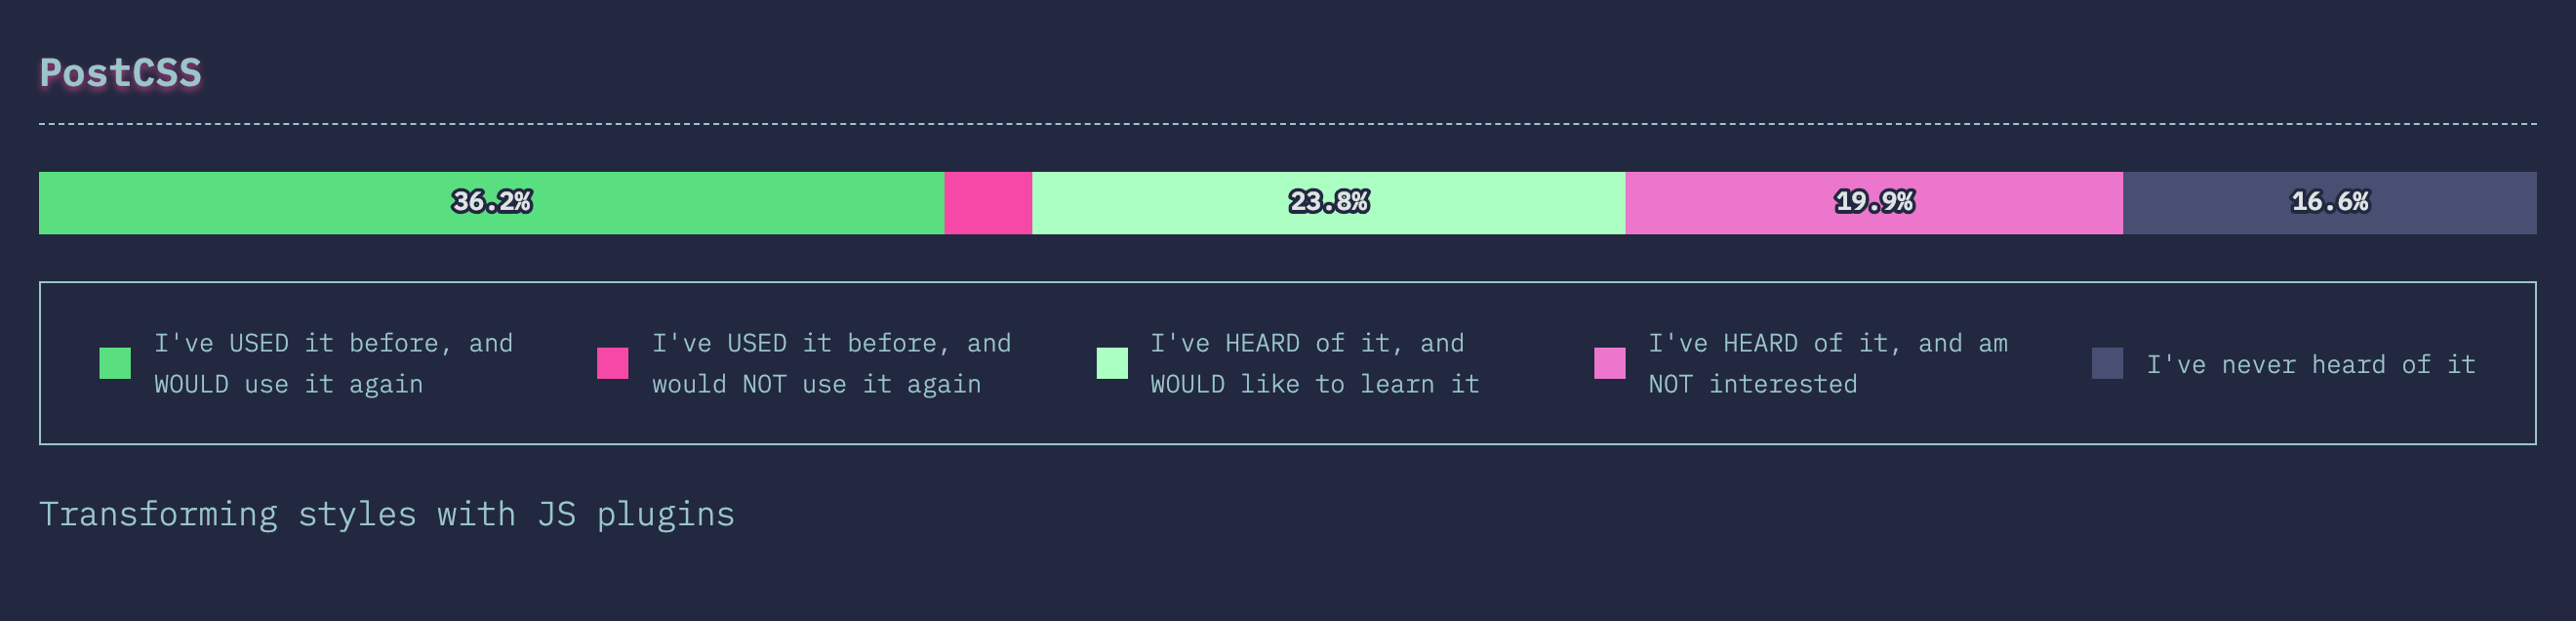 PostCSS
36.2% 23.8% 19.9% 16.6%
I've USED it before, and
WOULD use it again
I've USED it before, and
would NOT use it again
I've HEARD of it, and
WOULD like to learn it
I've HEARD of it, and am
NOT interested
I've never heard of it
Transforming styles with JS plugins